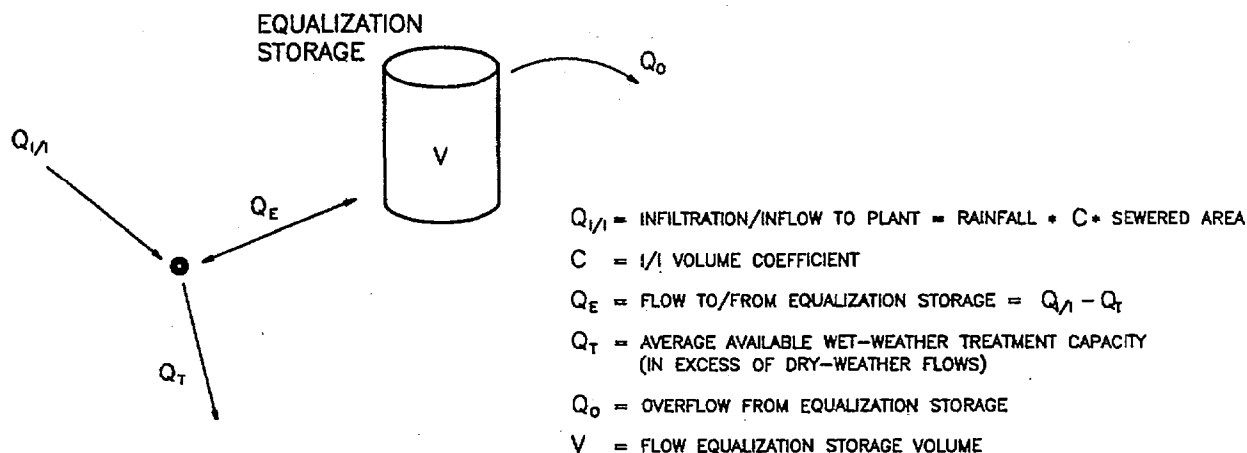 EQUALIZATION
STORAGE
Q_O
Q_I/I
V
Q_E
Q_T
Q_I/I = INFILTRATION/INFLOW TO PLANT = RAINFALL * C * SEWERED AREA
C = I/I VOLUME COEFFICIENT
Q_E = FLOW TO/FROM EQUALIZATION STORAGE = Q_I/I - Q_T
Q_T = AVERAGE AVAILABLE WET-WEATHER TREATMENT CAPACITY
(IN EXCESS OF DRY-WEATHER FLOWS)
Q_O = OVERFLOW FROM EQUALIZATION STORAGE
V = FLOW EQUALIZATION STORAGE VOLUME